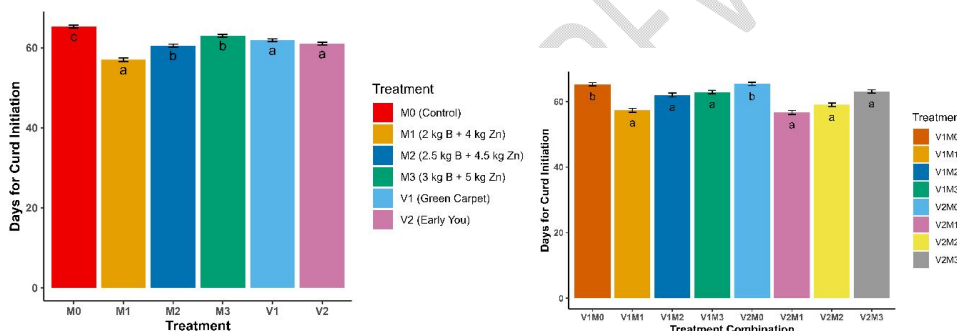 Days for Curd Initiation
60
40
20
0
c
a
b
b
a
a
M0
M1
M2
M3
V1
V2
Treatment
Treatment
M0 (Control)
M1 (2 kg B + 4 kg Zn)
M2 (2.5 kg B + 4.5 kg Zn)
M3 (3 kg B + 5 kg Zn)
V1 (Green Carpet)
V2 (Early You)
Days for Curd Initiation
60
40
20
0
b
a
a
a
b
a
a
a
V1M0
V1M1
V1M2
V1M3
V2M0
V2M1
V2M2
V2M3
Treatment Combination
Treatmen
V1M0
V1M1
V1M2
V1M3
V2M0
V2M1
V2M2
V2M3